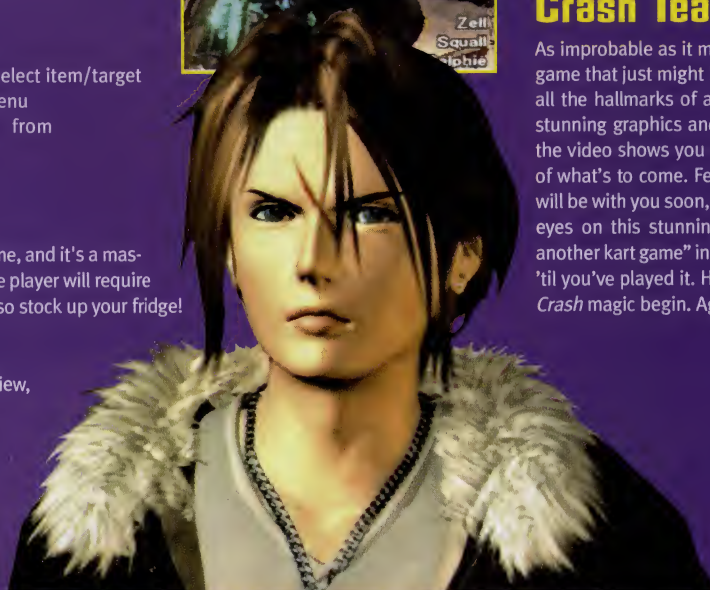 Zell
Squall
elphie
elect item/target
enu
from
ne, and it's a mas-
e player will require
so stock up your fridge!
iew,
Crash Tea
As improbable as it m
game that just might
all the hallmarks of a
stunning graphics and
the video shows you
of what's to come. Fe
will be with you soon,
eyes on this stunnin
another kart game" in
'til you've played it. H
Crash magic begin. Ag